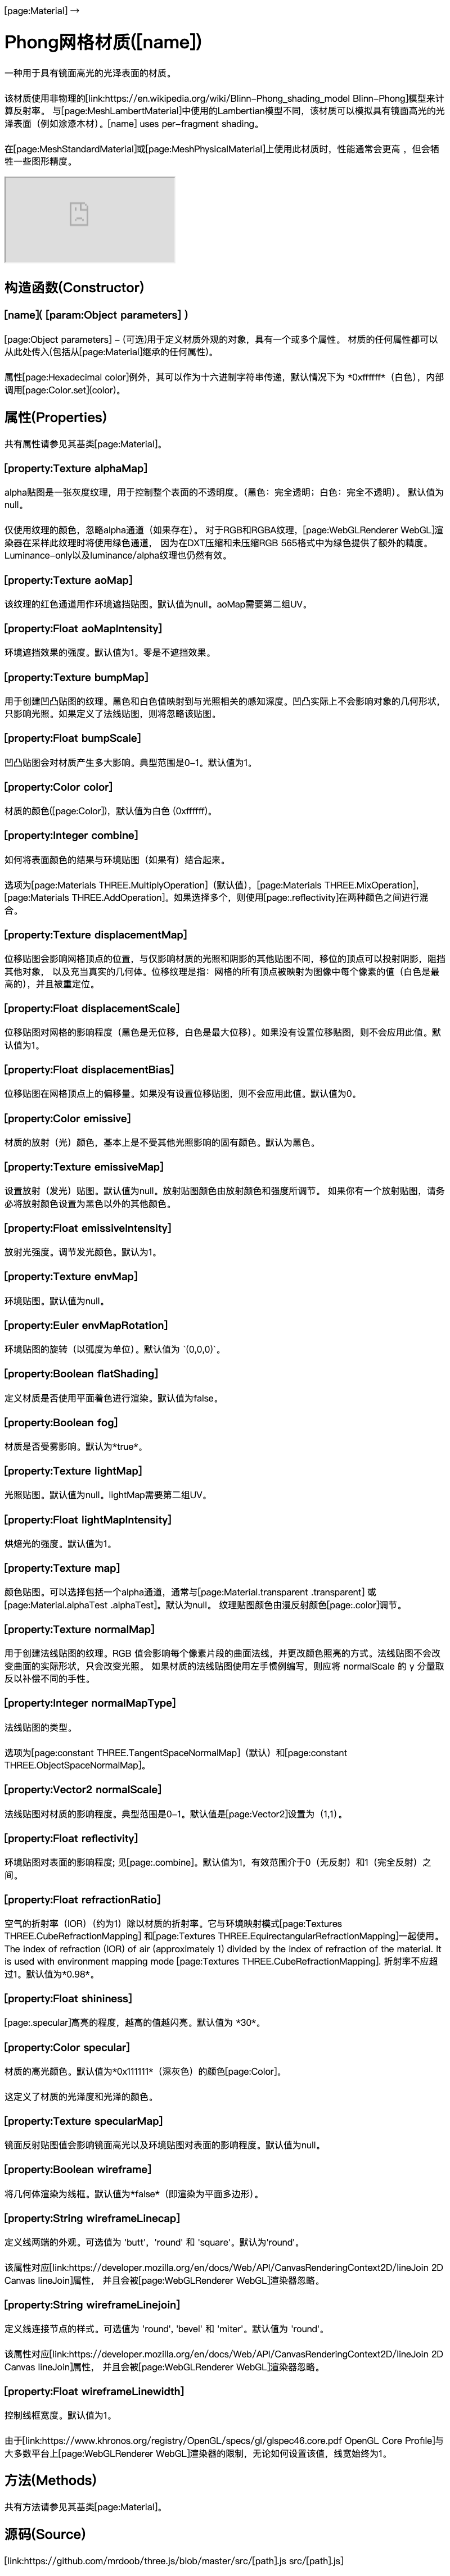 [page:Material] →
Phong网格材质([name])
一种用于具有镜面高光的光泽表面的材质。
该材质使用非物理的[link:https://en.wikipedia.org/wiki/Blinn-Phong_shading_model Blinn-Phong]模型来计
算反射率。 与[page:MeshLambertMaterial]中使用的Lambertian模型不同，该材质可以模拟具有镜面高光的光
泽表面（例如涂漆木材）。[name] uses per-fragment shading。
在[page:MeshStandardMaterial]或[page:MeshPhysicalMaterial]上使用此材质时，性能通常会更高 ，但会牺
牲一些图形精度。
构造函数(Constructor)
[name]( [param:Object parameters] )
[page:Object parameters] - (可选)用于定义材质外观的对象，具有一个或多个属性。 材质的任何属性都可以
从此处传入(包括从[page:Material]继承的任何属性)。
属性[page:Hexadecimal color]例外，其可以作为十六进制字符串传递，默认情况下为 *0xffffff*（白色），内部
调用[page:Color.set](color)。
属性(Properties)
共有属性请参见其基类[page:Material]。
[property:Texture alphaMap]
alpha贴图是一张灰度纹理，用于控制整个表面的不透明度。（黑色：完全透明；白色：完全不透明）。 默认值为
null。
仅使用纹理的颜色，忽略alpha通道（如果存在）。 对于RGB和RGBA纹理，[page:WebGLRenderer WebGL]渲
染器在采样此纹理时将使用绿色通道， 因为在DXT压缩和未压缩RGB 565格式中为绿色提供了额外的精度。
Luminance-only以及luminance/alpha纹理也仍然有效。
[property:Texture aoMap]
该纹理的红色通道用作环境遮挡贴图。默认值为null。aoMap需要第二组UV。
[property:Float aoMapIntensity]
环境遮挡效果的强度。默认值为1。零是不遮挡效果。
[property:Texture bumpMap]
用于创建凹凸贴图的纹理。黑色和白色值映射到与光照相关的感知深度。凹凸实际上不会影响对象的几何形状，
只影响光照。如果定义了法线贴图，则将忽略该贴图。
[property:Float bumpScale]
凹凸贴图会对材质产生多大影响。典型范围是0-1。默认值为1。
[property:Color color]
材质的颜色([page:Color])，默认值为白色 (0xffffff)。
[property:Integer combine]
如何将表面颜色的结果与环境贴图（如果有）结合起来。
选项为[page:Materials THREE.MultiplyOperation]（默认值），[page:Materials THREE.MixOperation]，
[page:Materials THREE.AddOperation]。如果选择多个，则使用[page:.reflectivity]在两种颜色之间进行混
合。
[property:Texture displacementMap]
位移贴图会影响网格顶点的位置，与仅影响材质的光照和阴影的其他贴图不同，移位的顶点可以投射阴影，阻挡
其他对象， 以及充当真实的几何体。位移纹理是指：网格的所有顶点被映射为图像中每个像素的值（白色是最
高的），并且被重定位。
[property:Float displacementScale]
位移贴图对网格的影响程度（黑色是无位移，白色是最大位移）。如果没有设置位移贴图，则不会应用此值。默
认值为1。
[property:Float displacementBias]
位移贴图在网格顶点上的偏移量。如果没有设置位移贴图，则不会应用此值。默认值为0。
[property:Color emissive]
材质的放射（光）颜色，基本上是不受其他光照影响的固有颜色。默认为黑色。
[property:Texture emissiveMap]
设置放射（发光）贴图。默认值为null。放射贴图颜色由放射颜色和强度所调节。 如果你有一个放射贴图，请务
必将放射颜色设置为黑色以外的其他颜色。
[property:Float emissiveIntensity]
放射光强度。调节发光颜色。默认为1。
[property:Texture envMap]
环境贴图。默认值为null。
[property:Euler envMapRotation]
环境贴图的旋转（以弧度为单位）。默认值为 `(0,0,0)`。
[property:Boolean flatShading]
定义材质是否使用平面着色进行渲染。默认值为false。
[property:Boolean fog]
材质是否受雾影响。默认为*true*。
[property:Texture lightMap]
光照贴图。默认值为null。lightMap需要第二组UV。
[property:Float lightMapIntensity]
烘焙光的强度。默认值为1。
[property:Texture map]
颜色贴图。可以选择包括一个alpha通道，通常与[page:Material.transparent .transparent] 或
[page:Material.alphaTest .alphaTest]。默认为null。 纹理贴图颜色由漫反射颜色[page:.color]调节。
[property:Texture normalMap]
用于创建法线贴图的纹理。RGB 值会影响每个像素片段的曲面法线，并更改颜色照亮的方式。法线贴图不会改
变曲面的实际形状，只会改变光照。 如果材质的法线贴图使用左手惯例编写，则应将 normalScale 的 y 分量取
反以补偿不同的手性。
[property:Integer normalMapType]
法线贴图的类型。
选项为[page:constant THREE.TangentSpaceNormalMap]（默认）和[page:constant
THREE.ObjectSpaceNormalMap]。
[property:Vector2 normalScale]
法线贴图对材质的影响程度。典型范围是0-1。默认值是[page:Vector2]设置为（1,1）。
[property:Float reflectivity]
环境贴图对表面的影响程度; 见[page:.combine]。默认值为1，有效范围介于0（无反射）和1（完全反射）之
间。
[property:Float refractionRatio]
空气的折射率（IOR）（约为1）除以材质的折射率。它与环境映射模式[page:Textures
THREE.CubeRefractionMapping] 和[page:Textures THREE.EquirectangularRefractionMapping]一起使用。
The index of refraction (IOR) of air (approximately 1) divided by the index of refraction of the material. It
is used with environment mapping mode [page:Textures THREE.CubeRefractionMapping]. 折射率不应超
过1。默认值为*0.98*。
[property:Float shininess]
[page:.specular]高亮的程度，越高的值越闪亮。默认值为 *30*。
[property:Color specular]
材质的高光颜色。默认值为*0x111111*（深灰色）的颜色[page:Color]。
这定义了材质的光泽度和光泽的颜色。
[property:Texture specularMap]
镜面反射贴图值会影响镜面高光以及环境贴图对表面的影响程度。默认值为null。
[property:Boolean wireframe]
将几何体渲染为线框。默认值为*false*（即渲染为平面多边形）。
[property:String wireframeLinecap]
定义线两端的外观。可选值为 'butt'，'round' 和 'square'。默认为'round'。
该属性对应[link:https://developer.mozilla.org/en/docs/Web/API/CanvasRenderingContext2D/lineJoin 2D
Canvas lineJoin]属性， 并且会被[page:WebGLRenderer WebGL]渲染器忽略。
[property:String wireframeLinejoin]
定义线连接节点的样式。可选值为 'round', 'bevel' 和 'miter'。默认值为 'round'。
该属性对应[link:https://developer.mozilla.org/en/docs/Web/API/CanvasRenderingContext2D/lineJoin 2D
Canvas lineJoin]属性， 并且会被[page:WebGLRenderer WebGL]渲染器忽略。
[property:Float wireframeLinewidth]
控制线框宽度。默认值为1。
由于[link:https://www.khronos.org/registry/OpenGL/specs/gl/glspec46.core.pdf OpenGL Core Profile]与
大多数平台上[page:WebGLRenderer WebGL]渲染器的限制，无论如何设置该值，线宽始终为1。
方法(Methods)
共有方法请参见其基类[page:Material]。
源码(Source)
[link:https://github.com/mrdoob/three.js/blob/master/src/[path].js src/[path].js]